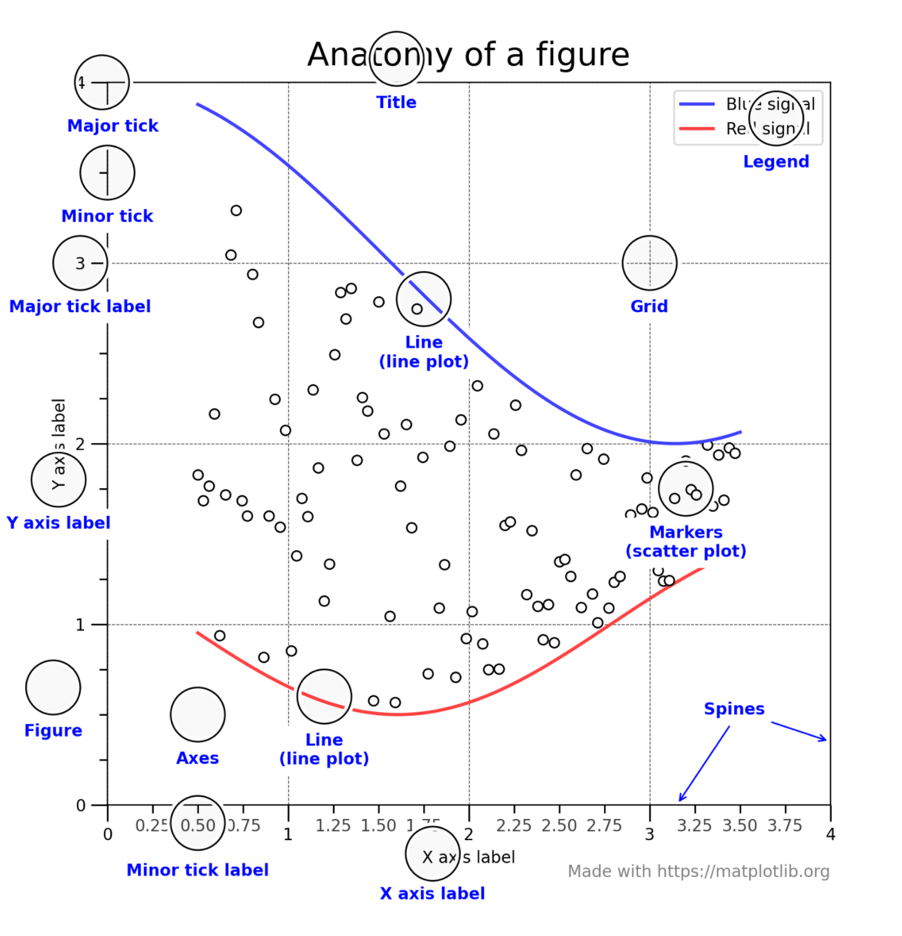 Anatomy of a figure
Title
4
Major tick
Blue signal
Red signal
Legend
Minor tick
3
Major tick label
Grid
Line
(line plot)
2
Y axis label
Y axis label
Markers
(scatter plot)
1
Figure
Axes
Line
(line plot)
Spines
0
0 0.25 0.50 0.75 1 1.25 1.50 1.75 2 2.25 2.50 2.75 3 3.25 3.50 3.75 4
X axis label
Minor tick label
Made with https://matplotlib.org
X axis label